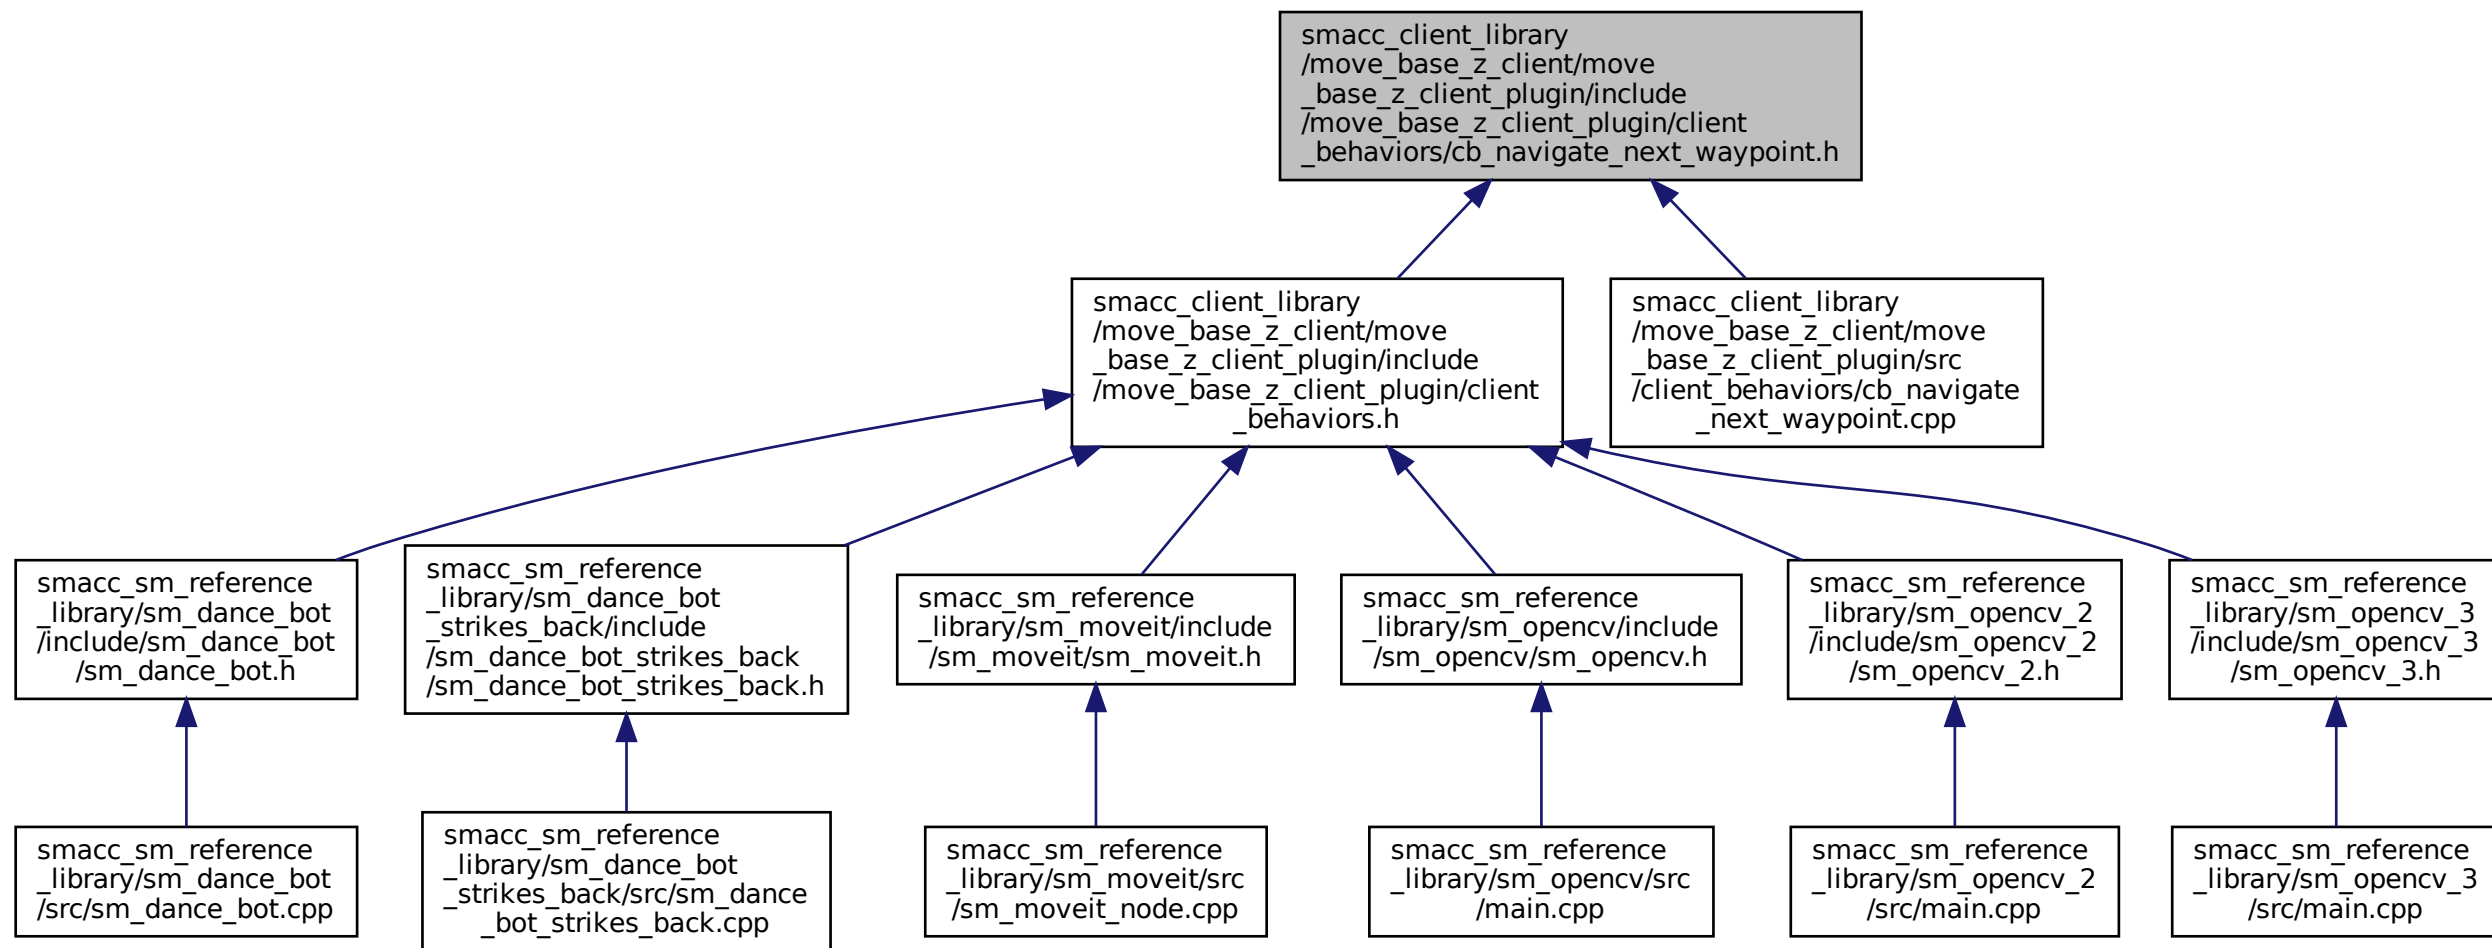 smacc_client_library
/move_base_z_client/move
_base_z_client_plugin/include
/move_base_z_client_plugin/client
_behaviors/cb_navigate_next_waypoint.h
smacc_client_library
/move_base_z_client/move
_base_z_client_plugin/include
/move_base_z_client_plugin/client
_behaviors.h
smacc_client_library
/move_base_z_client/move
_base_z_client_plugin/src
/client_behaviors/cb_navigate
_next_waypoint.cpp
smacc_sm_reference
_library/sm_dance_bot
/include/sm_dance_bot
/sm_dance_bot.h
smacc_sm_reference
_library/sm_dance_bot
_strikes_back/include
/sm_dance_bot_strikes_back
/sm_dance_bot_strikes_back.h
smacc_sm_reference
_library/sm_moveit/include
/sm_moveit/sm_moveit.h
smacc_sm_reference
_library/sm_opencv/include
/sm_opencv/sm_opencv.h
smacc_sm_reference
_library/sm_opencv_2
/include/sm_opencv_2
/sm_opencv_2.h
smacc_sm_reference
_library/sm_opencv_3
/include/sm_opencv_3
/sm_opencv_3.h
smacc_sm_reference
_library/sm_dance_bot
/src/sm_dance_bot.cpp
smacc_sm_reference
_library/sm_dance_bot
_strikes_back/src/sm_dance
_bot_strikes_back.cpp
smacc_sm_reference
_library/sm_moveit/src
/sm_moveit_node.cpp
smacc_sm_reference
_library/sm_opencv/src
/main.cpp
smacc_sm_reference
_library/sm_opencv_2
/src/main.cpp
smacc_sm_reference
_library/sm_opencv_3
/src/main.cpp